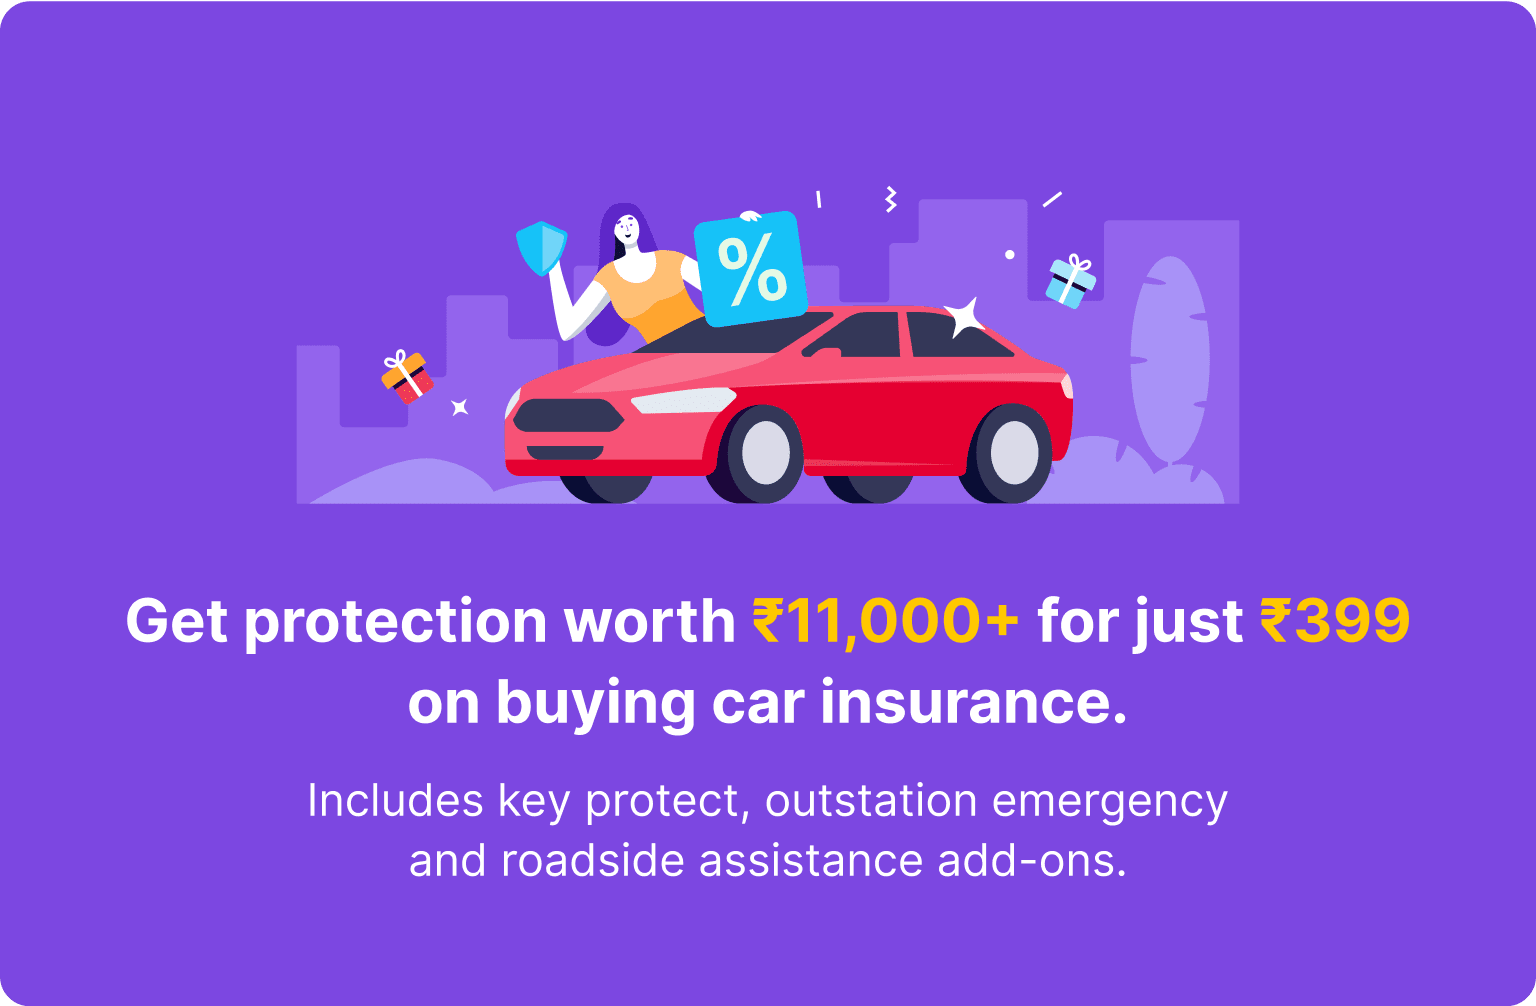 %
Get protection worth ₹11,000+ for just ₹399
on buying car insurance.
Includes key protect, outstation emergency
and roadside assistance add-ons.